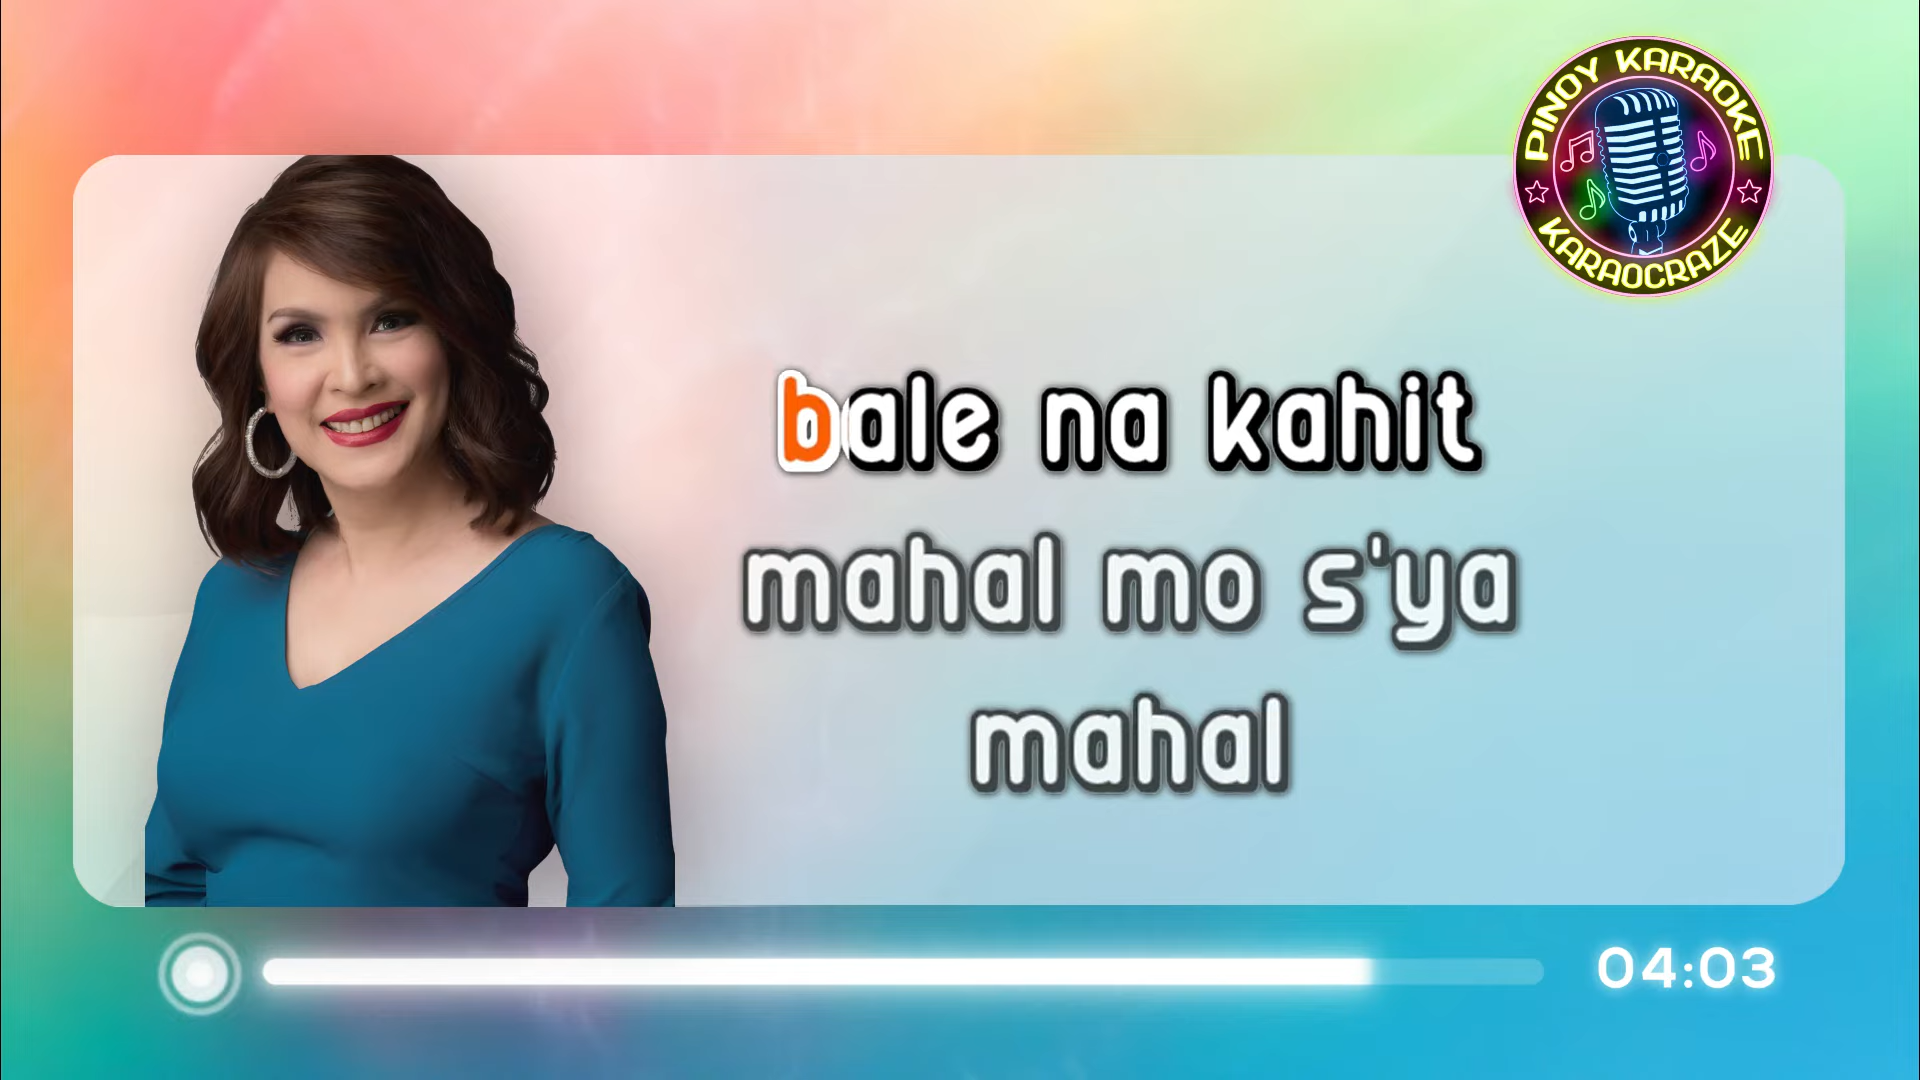 PINOY KARAOKE
KARAOCRAZE
bale na kahit
mahal mo s'ya
mahal
04:03